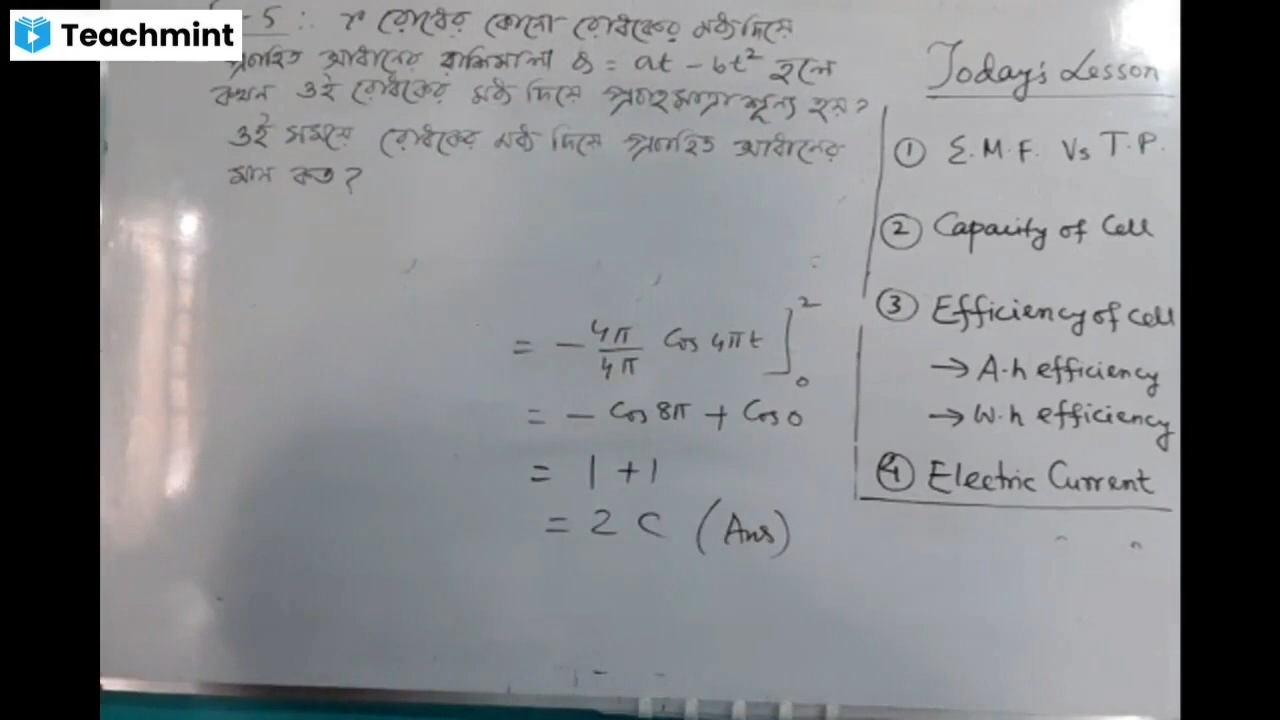 Teachmint
5 :. r রোধের কোনো রোধকের মধ্য দিয়ে
প্রবাহিত আধানের রাশিমালা Q = at - bt² হলে
কখন ওই রোধকের মধ্য দিয়ে প্রবাহমাত্রা শূন্য হয়?
ওই সময়ে রোধকের মধ্য দিয়ে প্রবাহিত আধানের
মান কত?
= - 4π/4π Cos 4πt ]₀²
= - Cos 8π + Cos 0
= 1 + 1
= 2 C (Ans)
Today's Lesson
① E.M.F. Vs T.P.
② Capacity of Cell
③ Efficiency of Cell
→ A-h efficiency
→ W-h efficiency
④ Electric Current